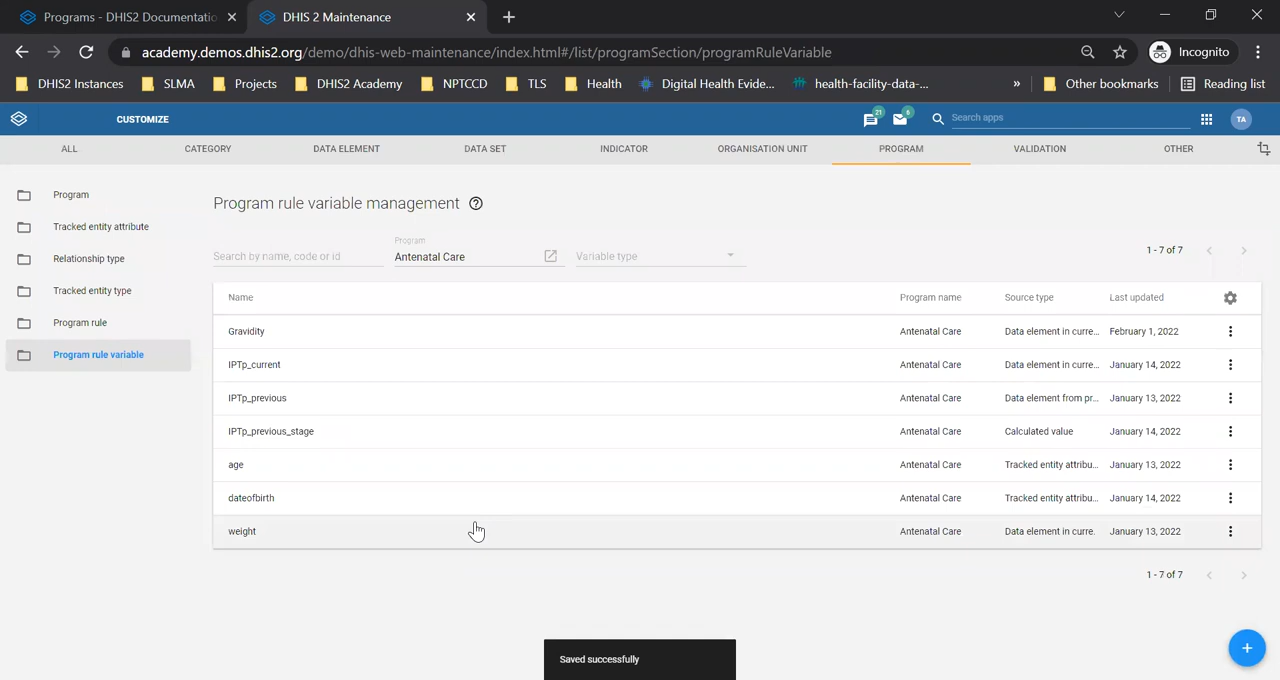 Programs - DHIS2 Documentatio
DHIS 2 Maintenance
academy.demos.dhis2.org/demo/dhis-web-maintenance/index.html#/list/programSection/programRuleVariable
Incognito
DHIS2 Instances
SLMA
Projects
DHIS2 Academy
NPTCCD
TLS
Health
Digital Health Evide...
health-facility-data-...
»
Other bookmarks
Reading list
CUSTOMIZE
21
Search apps
TA
ALL
CATEGORY
DATA ELEMENT
DATA SET
INDICATOR
ORGANISATION UNIT
PROGRAM
VALIDATION
OTHER
Program
Tracked entity attribute
Relationship type
Tracked entity type
Program rule
Program rule variable
Program rule variable management
Search by name, code or id
Program
Antenatal Care
Variable type
1 - 7 of 7
Name Program name Source type Last updated
Gravidity Antenatal Care Data element in curre... February 1, 2022
IPTp_current Antenatal Care Data element in curre... January 14, 2022
IPTp_previous Antenatal Care Data element from pr... January 13, 2022
IPTp_previous_stage Antenatal Care Calculated value January 14, 2022
age Antenatal Care Tracked entity attribu... January 13, 2022
dateofbirth Antenatal Care Tracked entity attribu... January 14, 2022
weight Antenatal Care Data element in curre. January 13, 2022
1 - 7 of 7
Saved successfully